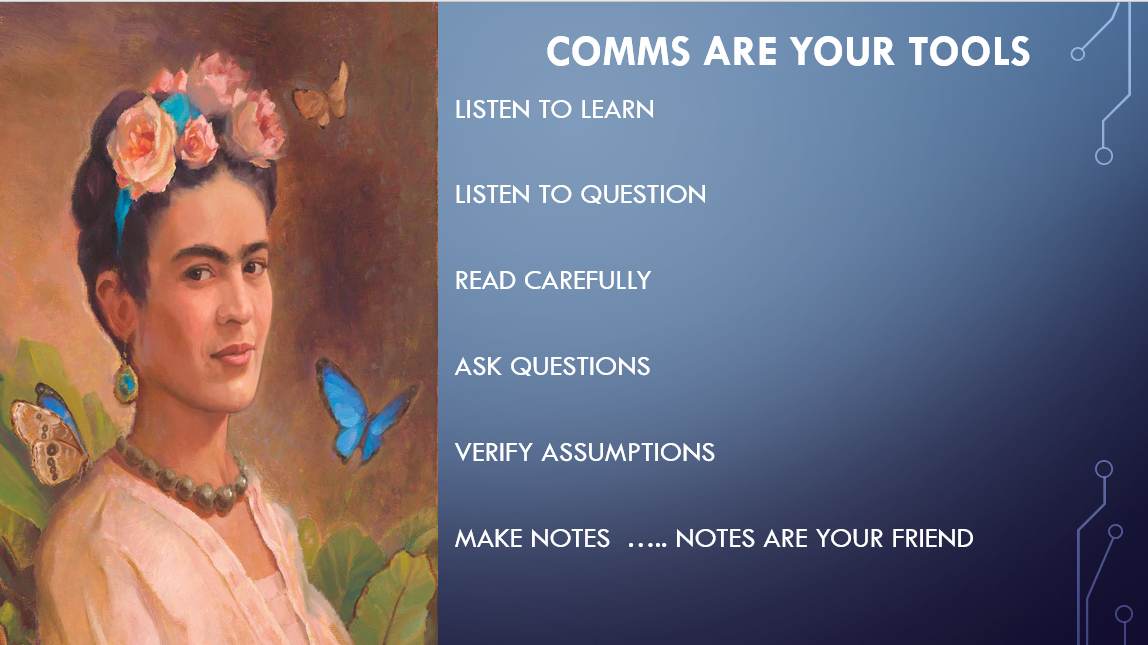 COMMS ARE YOUR TOOLS
LISTEN TO LEARN
LISTEN TO QUESTION
READ CAREFULLY
ASK QUESTIONS
VERIFY ASSUMPTIONS
MAKE NOTES  ….. NOTES ARE YOUR FRIEND